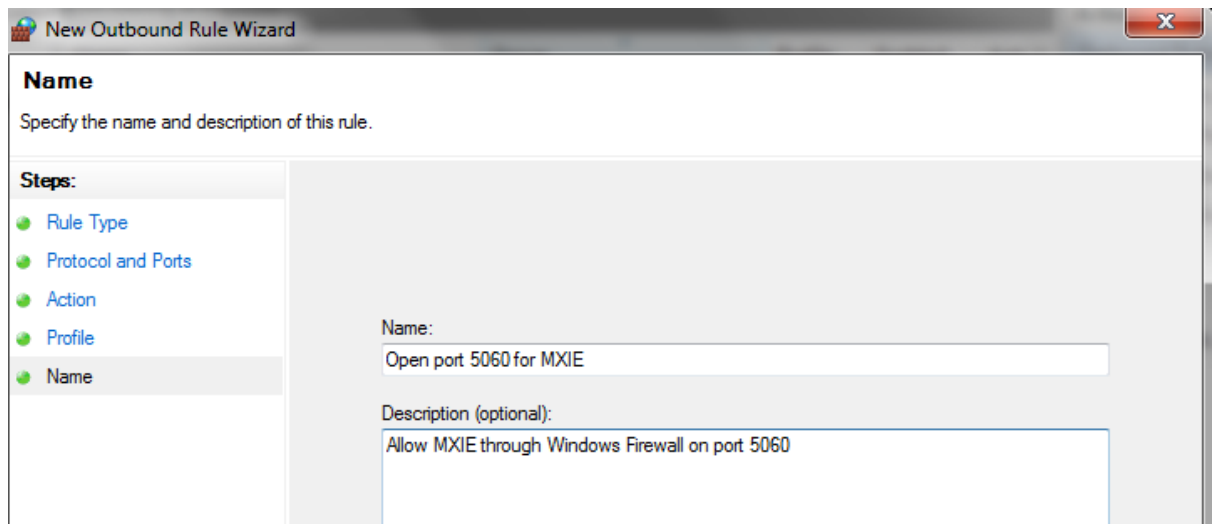 New Outbound Rule Wizard
Name
Specify the name and description of this rule.
Steps:
Rule Type
Protocol and Ports
Action
Profile
Name
Name:
Open port 5060 for MXIE
Description (optional):
Allow MXIE through Windows Firewall on port 5060